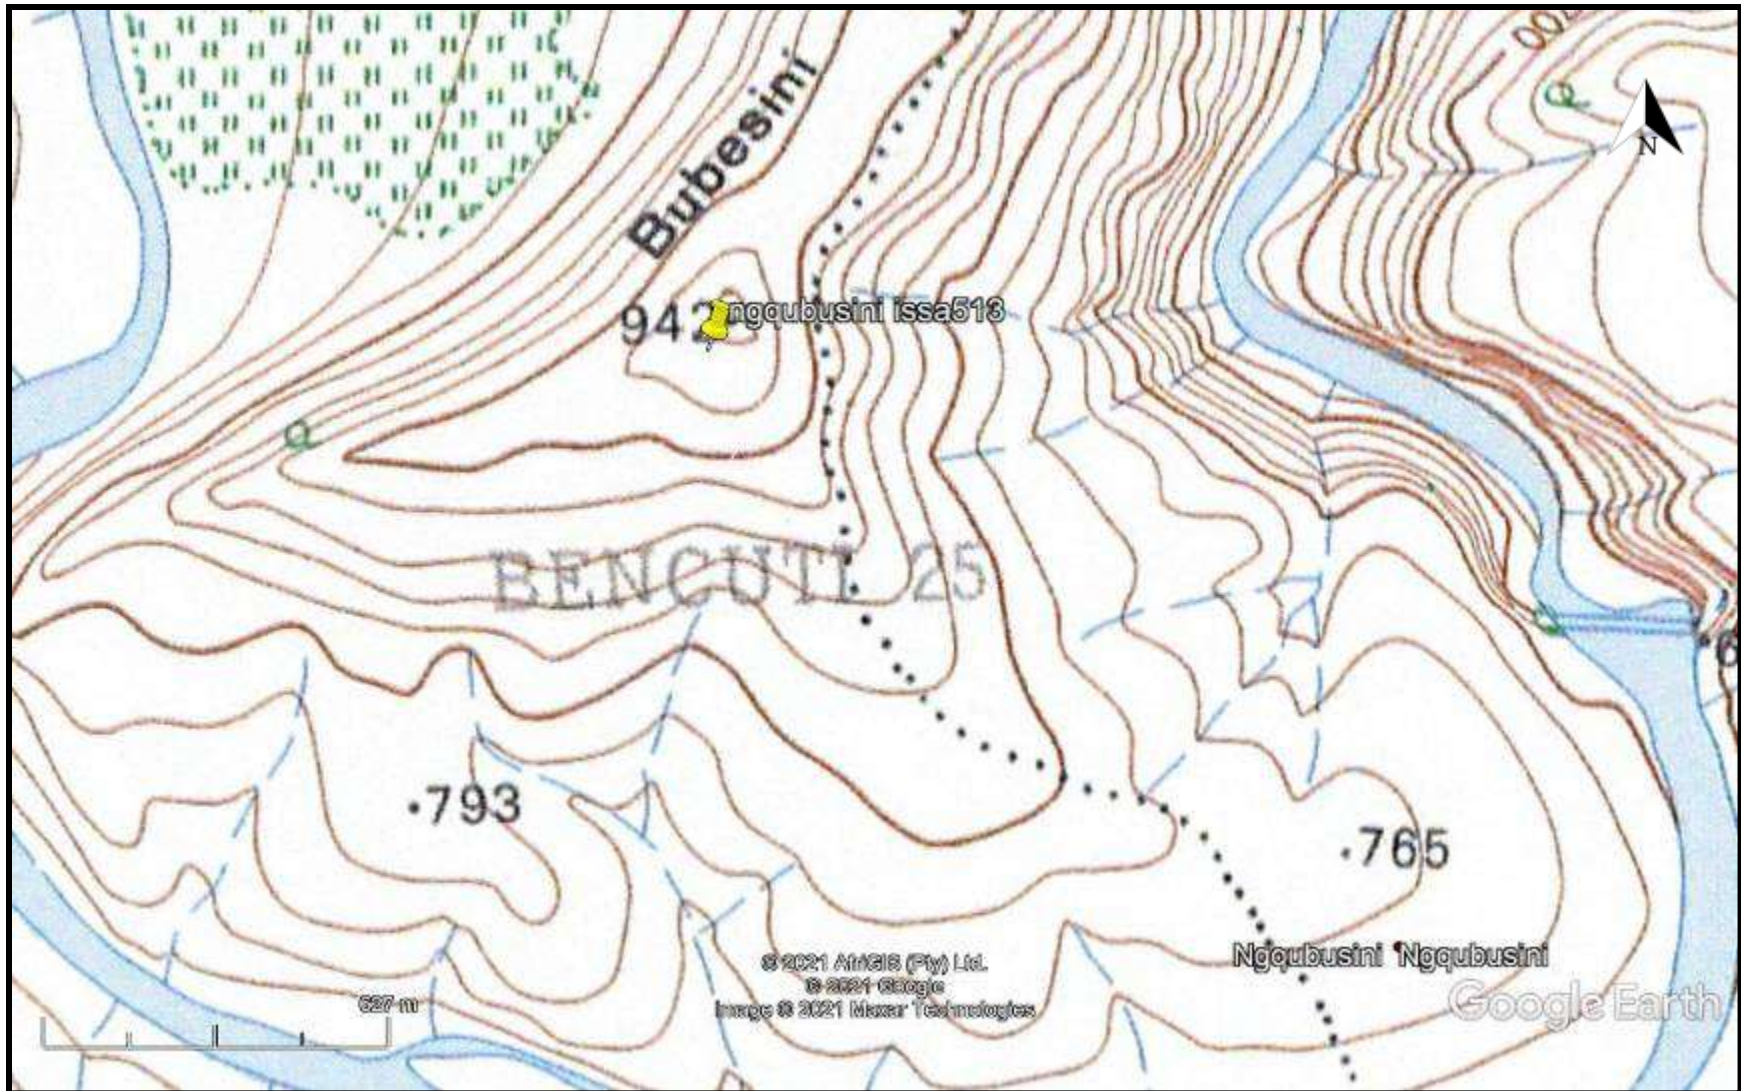 Bubesini
N
942
ngqubusini issa513
BENCUTI 25
793
765
Ngqubusini Ngqubusini
© 2021 AfriGIS (Pty) Ltd.
© 2021 Google
Image © 2021 Maxar Technologies
627 m
Google Earth